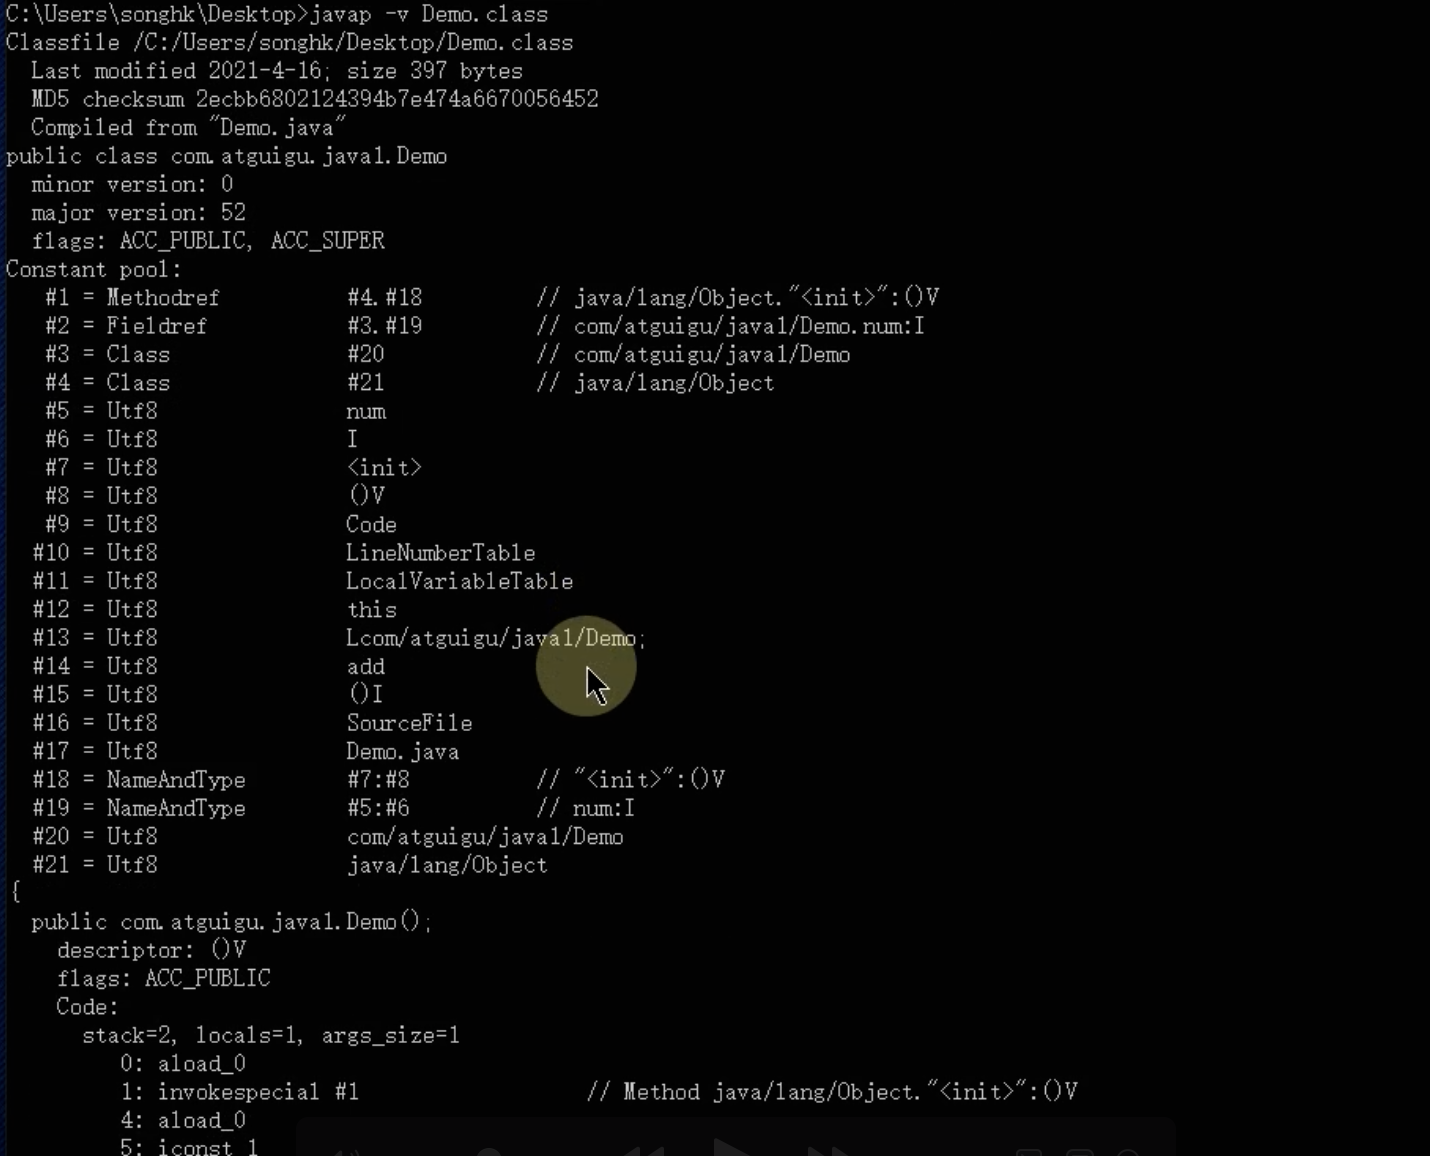 C:\Users\songhk\Desktop>javap -v Demo.class
Classfile /C:/Users/songhk/Desktop/Demo.class
  Last modified 2021-4-16; size 397 bytes
  MD5 checksum 2ecbb6802124394b7e474a6670056452
  Compiled from "Demo.java"
public class com.atguigu.java1.Demo
  minor version: 0
  major version: 52
  flags: ACC_PUBLIC, ACC_SUPER
Constant pool:
   #1 = Methodref          #4.#18         // java/lang/Object."<init>":()V
   #2 = Fieldref           #3.#19         // com/atguigu/java1/Demo.num:I
   #3 = Class              #20            // com/atguigu/java1/Demo
   #4 = Class              #21            // java/lang/Object
   #5 = Utf8               num
   #6 = Utf8               I
   #7 = Utf8               <init>
   #8 = Utf8               ()V
   #9 = Utf8               Code
  #10 = Utf8               LineNumberTable
  #11 = Utf8               LocalVariableTable
  #12 = Utf8               this
  #13 = Utf8               Lcom/atguigu/java1/Demo;
  #14 = Utf8               add
  #15 = Utf8               ()I
  #16 = Utf8               SourceFile
  #17 = Utf8               Demo.java
  #18 = NameAndType        #7:#8          // "<init>":()V
  #19 = NameAndType        #5:#6          // num:I
  #20 = Utf8               com/atguigu/java1/Demo
  #21 = Utf8               java/lang/Object
{
  public com.atguigu.java1.Demo();
    descriptor: ()V
    flags: ACC_PUBLIC
    Code:
      stack=2, locals=1, args_size=1
         0: aload_0
         1: invokespecial #1                  // Method java/lang/Object."<init>":()V
         4: aload_0
         5: iconst_1